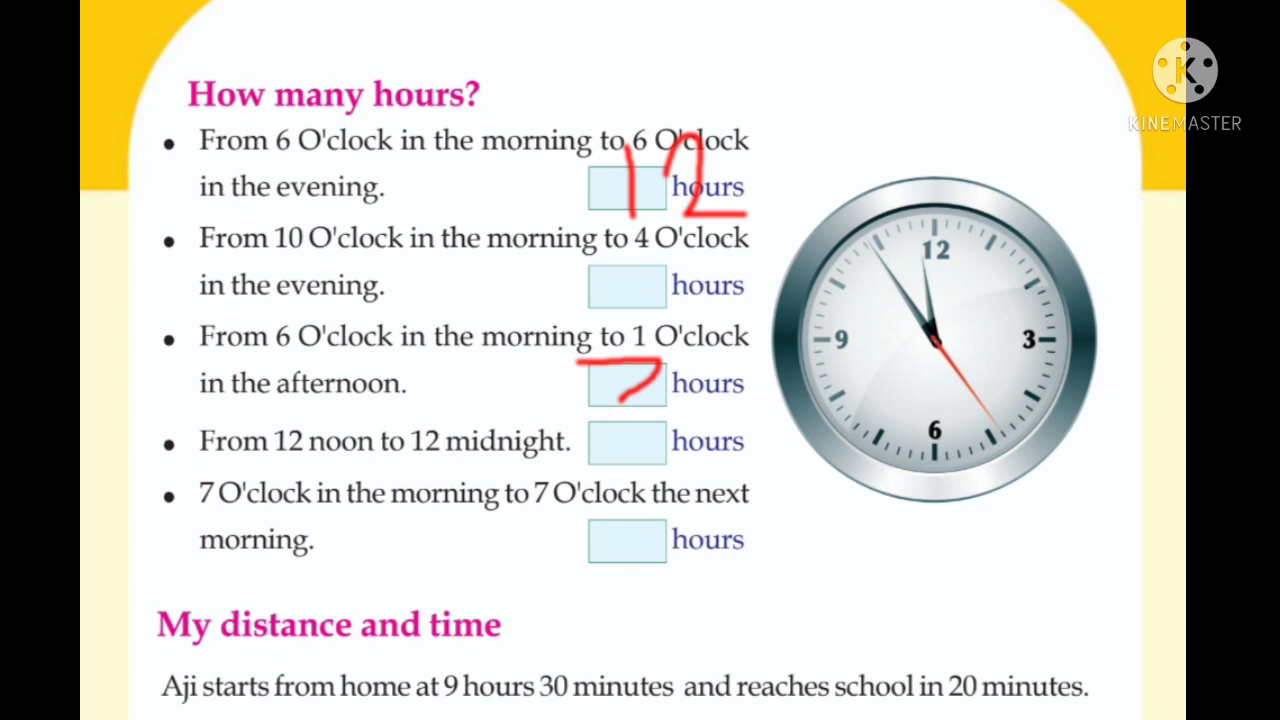 How many hours?
• From 6 O'clock in the morning to 6 O'clock
in the evening. 12 hours
• From 10 O'clock in the morning to 4 O'clock
in the evening. hours
• From 6 O'clock in the morning to 1 O'clock
in the afternoon. 7 hours
• From 12 noon to 12 midnight. hours
• 7 O'clock in the morning to 7 O'clock the next
morning. hours
12
9 3
6
My distance and time
Aji starts from home at 9 hours 30 minutes and reaches school in 20 minutes.
K
KINEMASTER